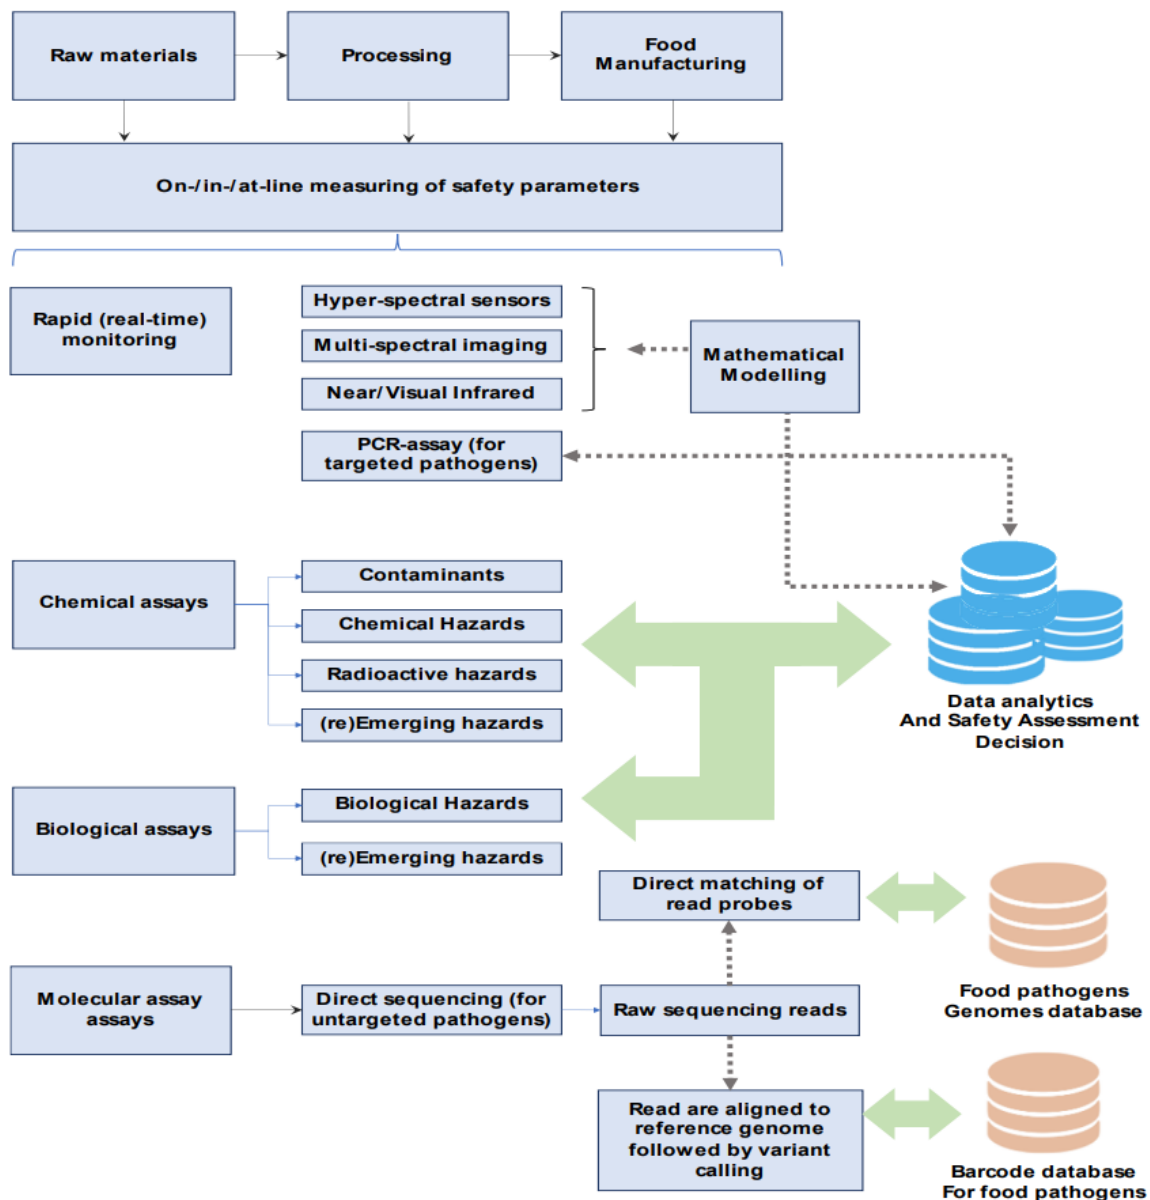 Raw materials
Processing
Food
Manufacturing
On-/in-/at-line measuring of safety parameters
Rapid (real-time)
monitoring
Hyper-spectral sensors
Multi-spectral imaging
Near/ Visual Infrared
PCR-assay (for
targeted pathogens)
Mathematical
Modelling
Chemical assays
Contaminants
Chemical Hazards
Radioactive hazards
(re)Emerging hazards
Data analytics
And Safety Assessment
Decision
Biological assays
Biological Hazards
(re)Emerging hazards
Direct matching of
read probes
Food pathogens
Genomes database
Molecular assay
assays
Direct sequencing (for
untargeted pathogens)
Raw sequencing reads
Read are aligned to
reference genome
followed by variant
calling
Barcode database
For food pathogens